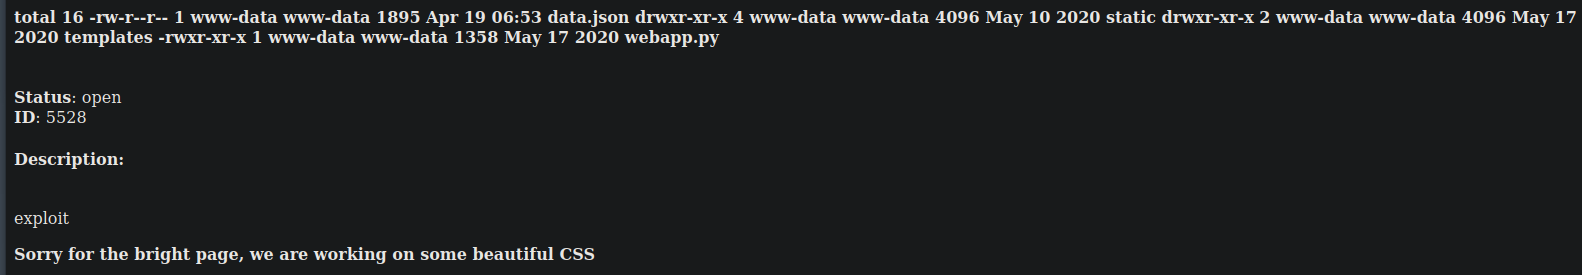 total 16 -rw-r--r-- 1 www-data www-data 1895 Apr 19 06:53 data.json drwxr-xr-x 4 www-data www-data 4096 May 10 2020 static drwxr-xr-x 2 www-data www-data 4096 May 17
2020 templates -rwxr-xr-x 1 www-data www-data 1358 May 17 2020 webapp.py
Status: open
ID: 5528
Description:
exploit
Sorry for the bright page, we are working on some beautiful CSS